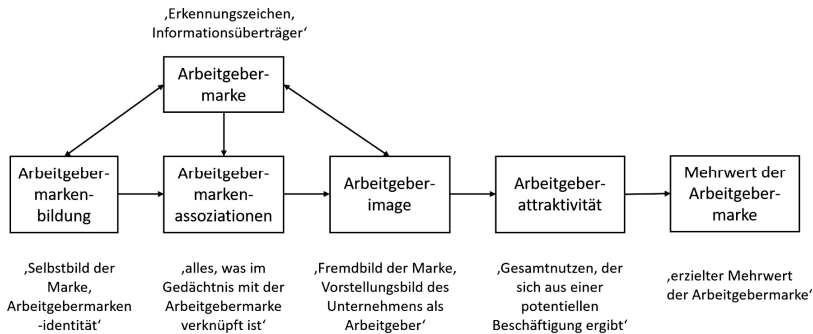 ‚Erkennungszeichen,
Informationsüberträger‘
Arbeitgeber-
marke
Arbeitgeber-
marken-
bildung
Arbeitgeber-
marken-
assoziationen
Arbeitgeber-
image
Arbeitgeber-
attraktivität
Mehrwert der
Arbeitgeber-
marke
‚Selbstbild der
Marke,
Arbeitgebermarken
-identität‘
‚alles, was im
Gedächtnis mit der
Arbeitgebermarke
verknüpft ist‘
‚Fremdbild der Marke,
Vorstellungsbild des
Unternehmens als
Arbeitgeber‘
‚Gesamtnutzen, der
sich aus einer
potentiellen
Beschäftigung ergibt‘
‚erzielter Mehrwert
der Arbeitgebermarke‘